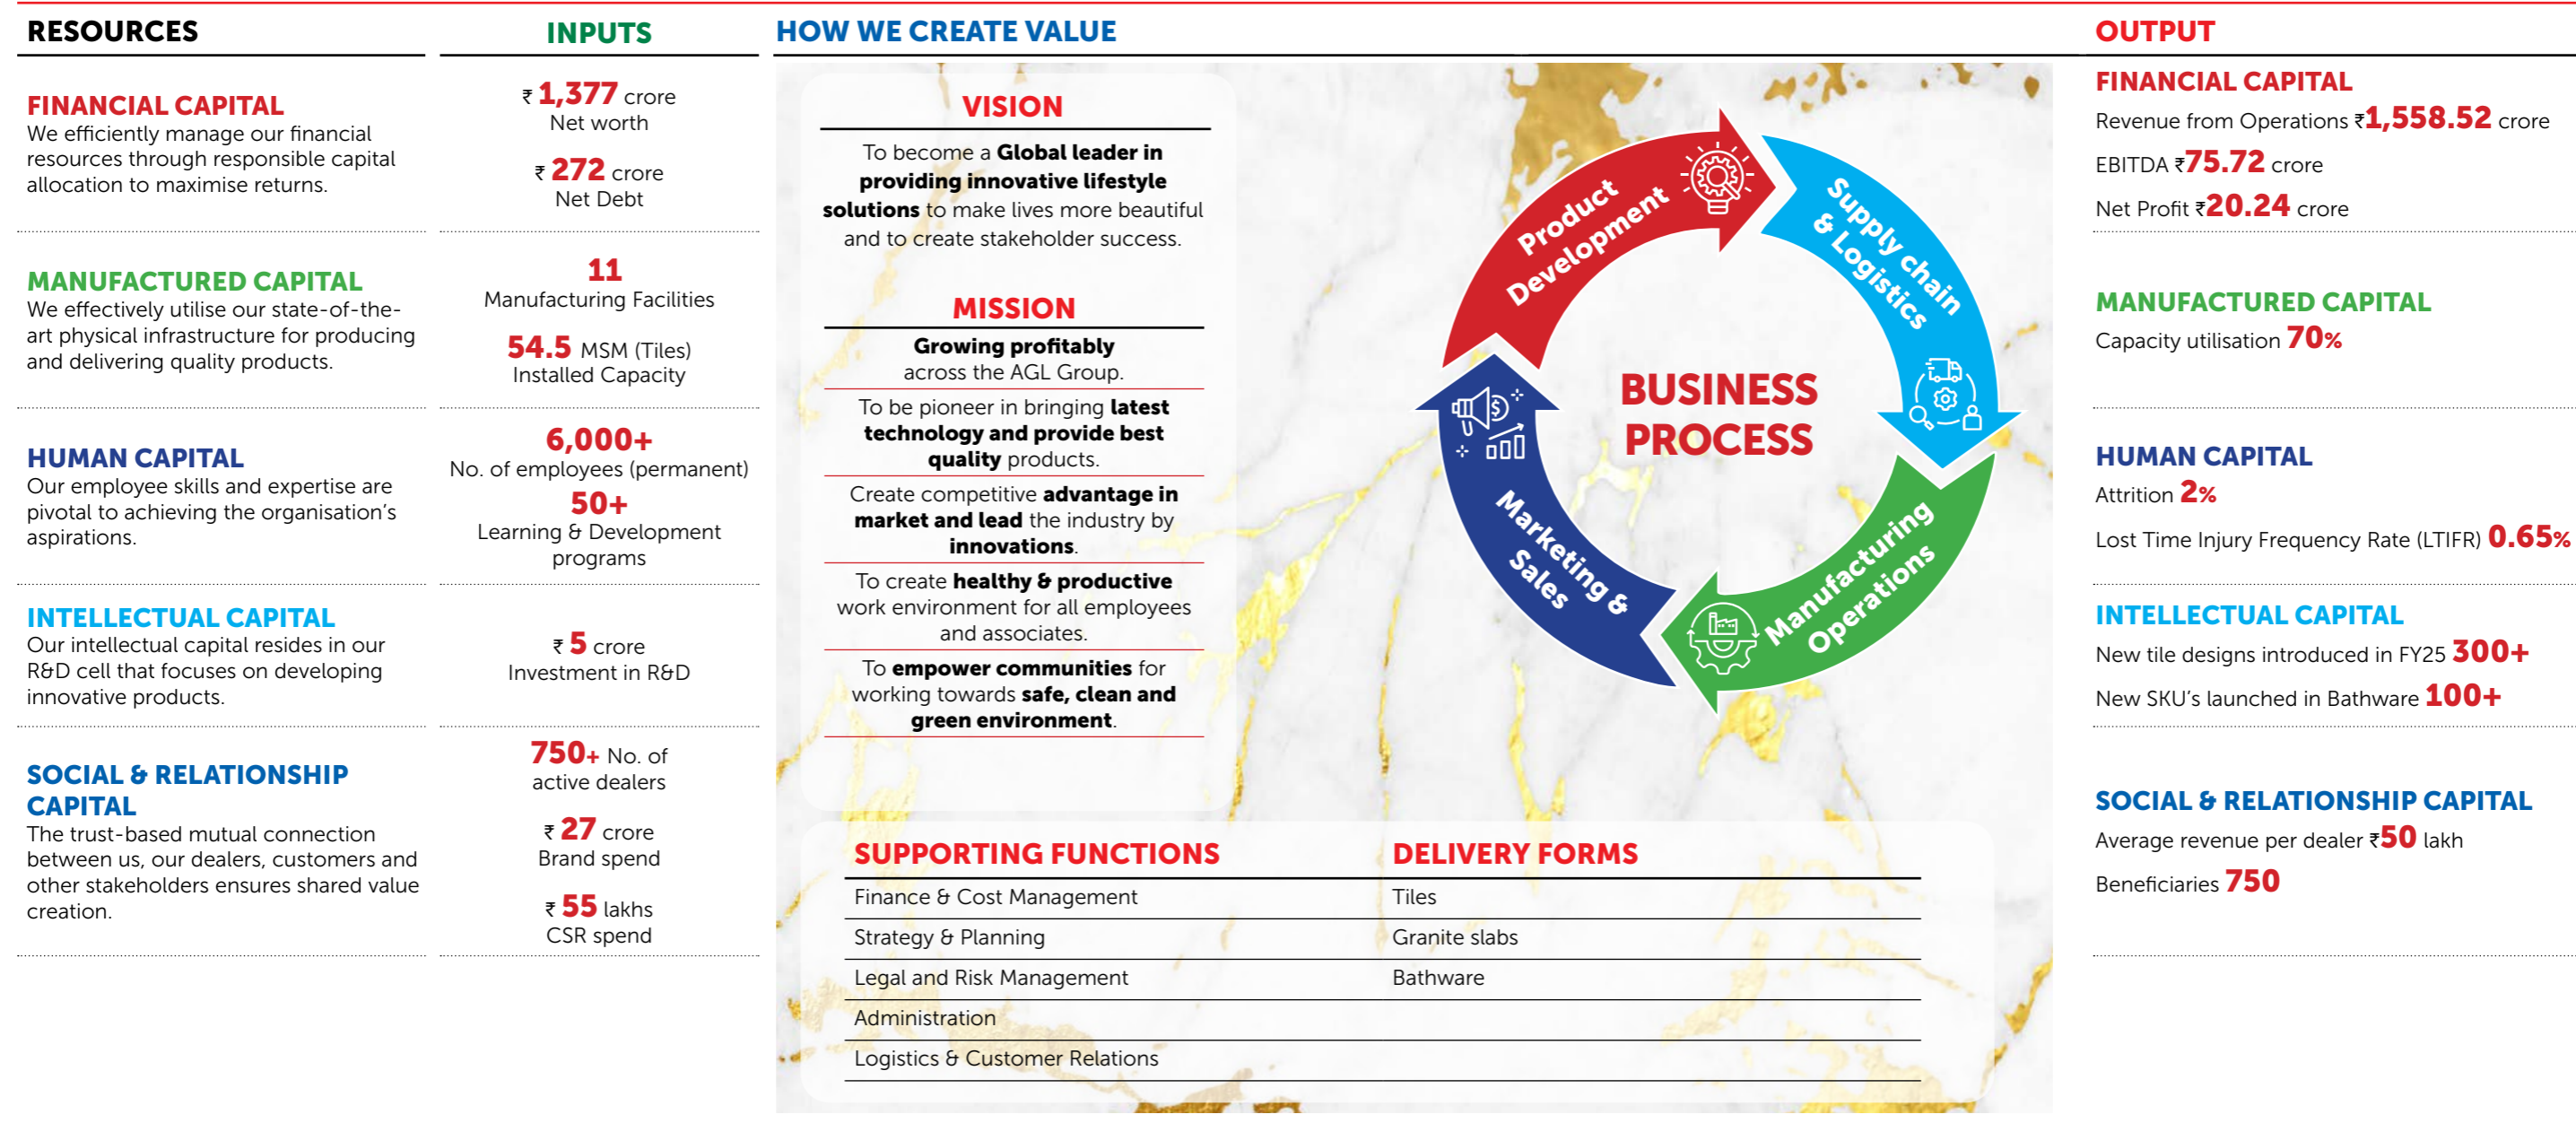 RESOURCES
FINANCIAL CAPITAL
We efficiently manage our financial
resources through responsible capital
allocation to maximise returns.
MANUFACTURED CAPITAL
We effectively utilise our state-of-the-
art physical infrastructure for producing
and delivering quality products.
HUMAN CAPITAL
Our employee skills and expertise are
pivotal to achieving the organisation’s
aspirations.
INTELLECTUAL CAPITAL
Our intellectual capital resides in our
R&D cell that focuses on developing
innovative products.
SOCIAL & RELATIONSHIP
CAPITAL
The trust-based mutual connection
between us, our dealers, customers and
other stakeholders ensures shared value
creation.
INPUTS
₹ 1,377 crore
Net worth
₹ 272 crore
Net Debt
11
Manufacturing Facilities
54.5 MSM (Tiles)
Installed Capacity
6,000+
No. of employees (permanent)
50+
Learning & Development
programs
₹ 5 crore
Investment in R&D
750+ No. of
active dealers
₹ 27 crore
Brand spend
₹ 55 lakhs
CSR spend
HOW WE CREATE VALUE
VISION
To become a Global leader in
providing innovative lifestyle
solutions to make lives more beautiful
and to create stakeholder success.
MISSION
Growing profitably
across the AGL Group.
To be pioneer in bringing latest
technology and provide best
quality products.
Create competitive advantage in
market and lead the industry by
innovations.
To create healthy & productive
work environment for all employees
and associates.
To empower communities for
working towards safe, clean and
green environment.
Product
Development
Supply chain
& Logistics
Manufacturing
Operations
Marketing &
Sales
BUSINESS
PROCESS
SUPPORTING FUNCTIONS
Finance & Cost Management
Strategy & Planning
Legal and Risk Management
Administration
Logistics & Customer Relations
DELIVERY FORMS
Tiles
Granite slabs
Bathware
OUTPUT
FINANCIAL CAPITAL
Revenue from Operations ₹1,558.52 crore
EBITDA ₹75.72 crore
Net Profit ₹20.24 crore
MANUFACTURED CAPITAL
Capacity utilisation 70%
HUMAN CAPITAL
Attrition 2%
Lost Time Injury Frequency Rate (LTIFR) 0.65%
INTELLECTUAL CAPITAL
New tile designs introduced in FY25 300+
New SKU’s launched in Bathware 100+
SOCIAL & RELATIONSHIP CAPITAL
Average revenue per dealer ₹50 lakh
Beneficiaries 750